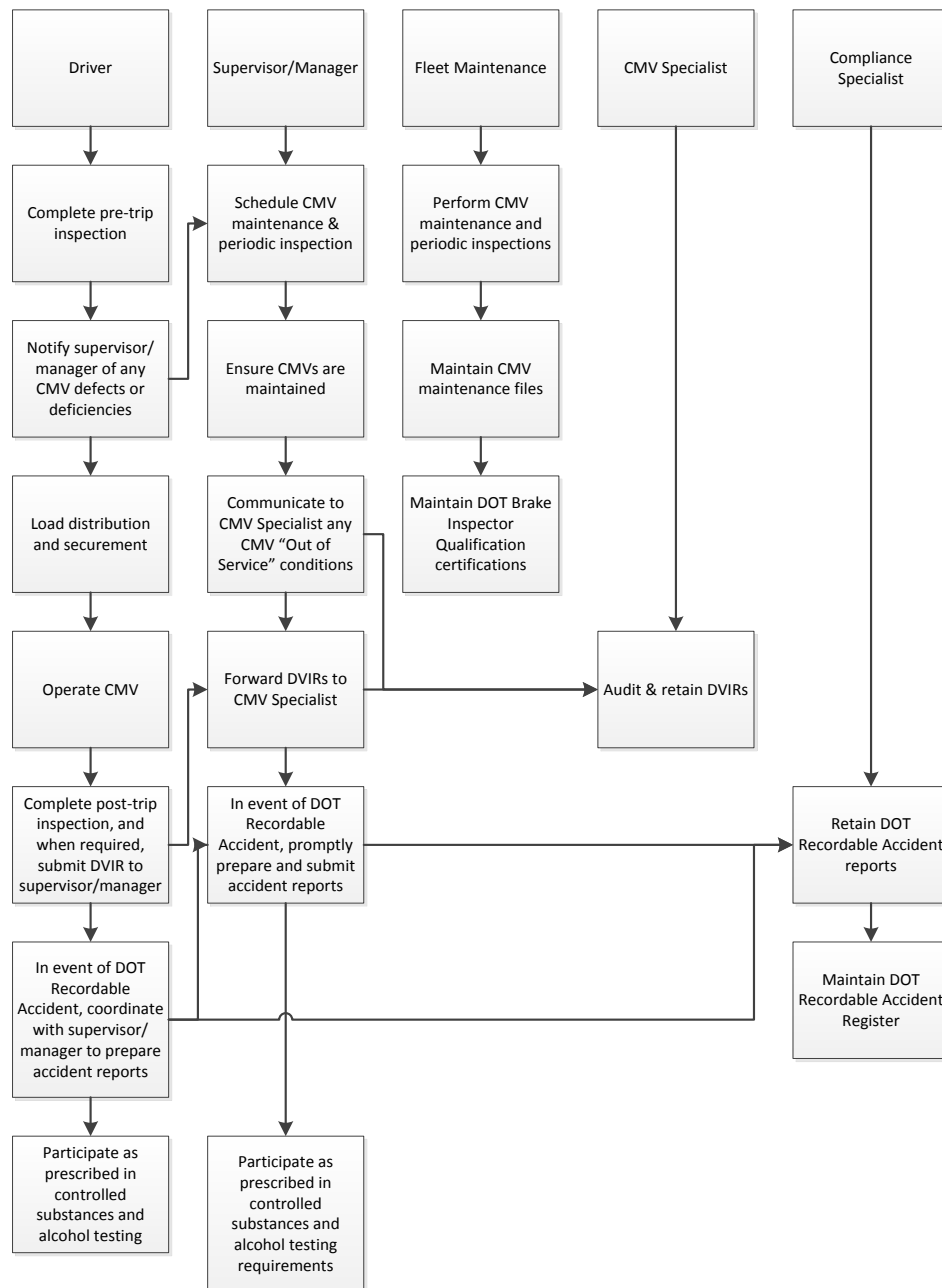 Driver
Supervisor/Manager
Fleet Maintenance
CMV Specialist
Compliance
Specialist
Complete pre-trip
inspection
Schedule CMV
maintenance &
periodic inspection
Perform CMV
maintenance and
periodic inspections
Notify supervisor/
manager of any
CMV defects or
deficiencies
Ensure CMVs are
maintained
Maintain CMV
maintenance files
Load distribution
and securement
Communicate to
CMV Specialist any
CMV “Out of
Service” conditions
Maintain DOT Brake
Inspector
Qualification
certifications
Operate CMV
Forward DVIRs to
CMV Specialist
Audit & retain DVIRs
Complete post-trip
inspection, and
when required,
submit DVIR to
supervisor/manager
In event of DOT
Recordable
Accident, promptly
prepare and submit
accident reports
Retain DOT
Recordable Accident
reports
In event of DOT
Recordable
Accident, coordinate
with supervisor/
manager to prepare
accident reports
Maintain DOT
Recordable Accident
Register
Participate as
prescribed in
controlled
substances and
alcohol testing
Participate as
prescribed in
controlled
substances and
alcohol testing
requirements